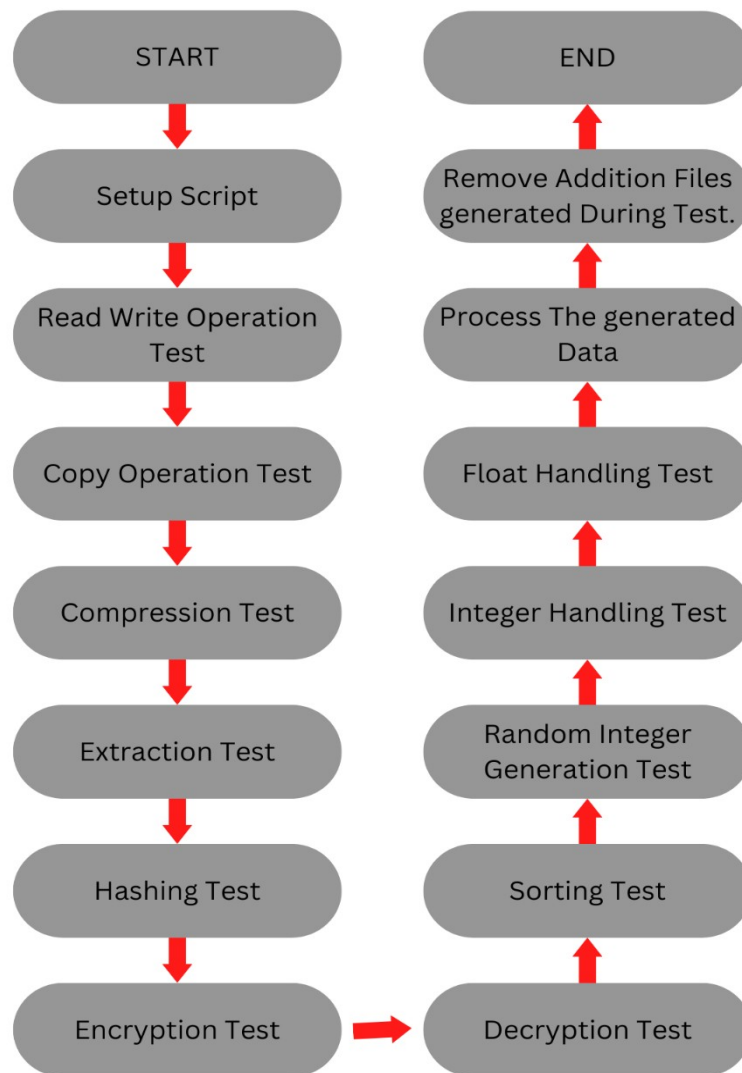 START
Setup Script
Read Write Operation
Test
Copy Operation Test
Compression Test
Extraction Test
Hashing Test
Encryption Test
Decryption Test
Sorting Test
Random Integer
Generation Test
Integer Handling Test
Float Handling Test
Process The generated
Data
Remove Addition Files
generated During Test.
END